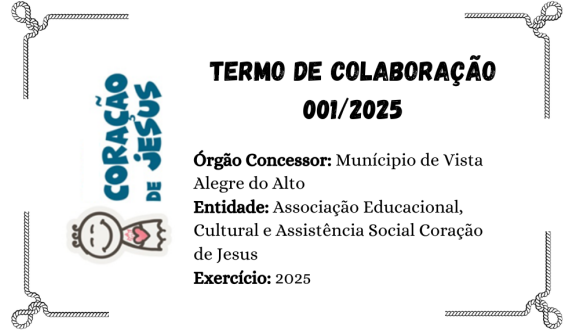 CORAÇÃO
DE JESUS
TERMO DE COLABORAÇÃO
001/2025
Órgão Concessor: Munícipio de Vista
Alegre do Alto
Entidade: Associação Educacional,
Cultural e Assistência Social Coração
de Jesus
Exercício: 2025